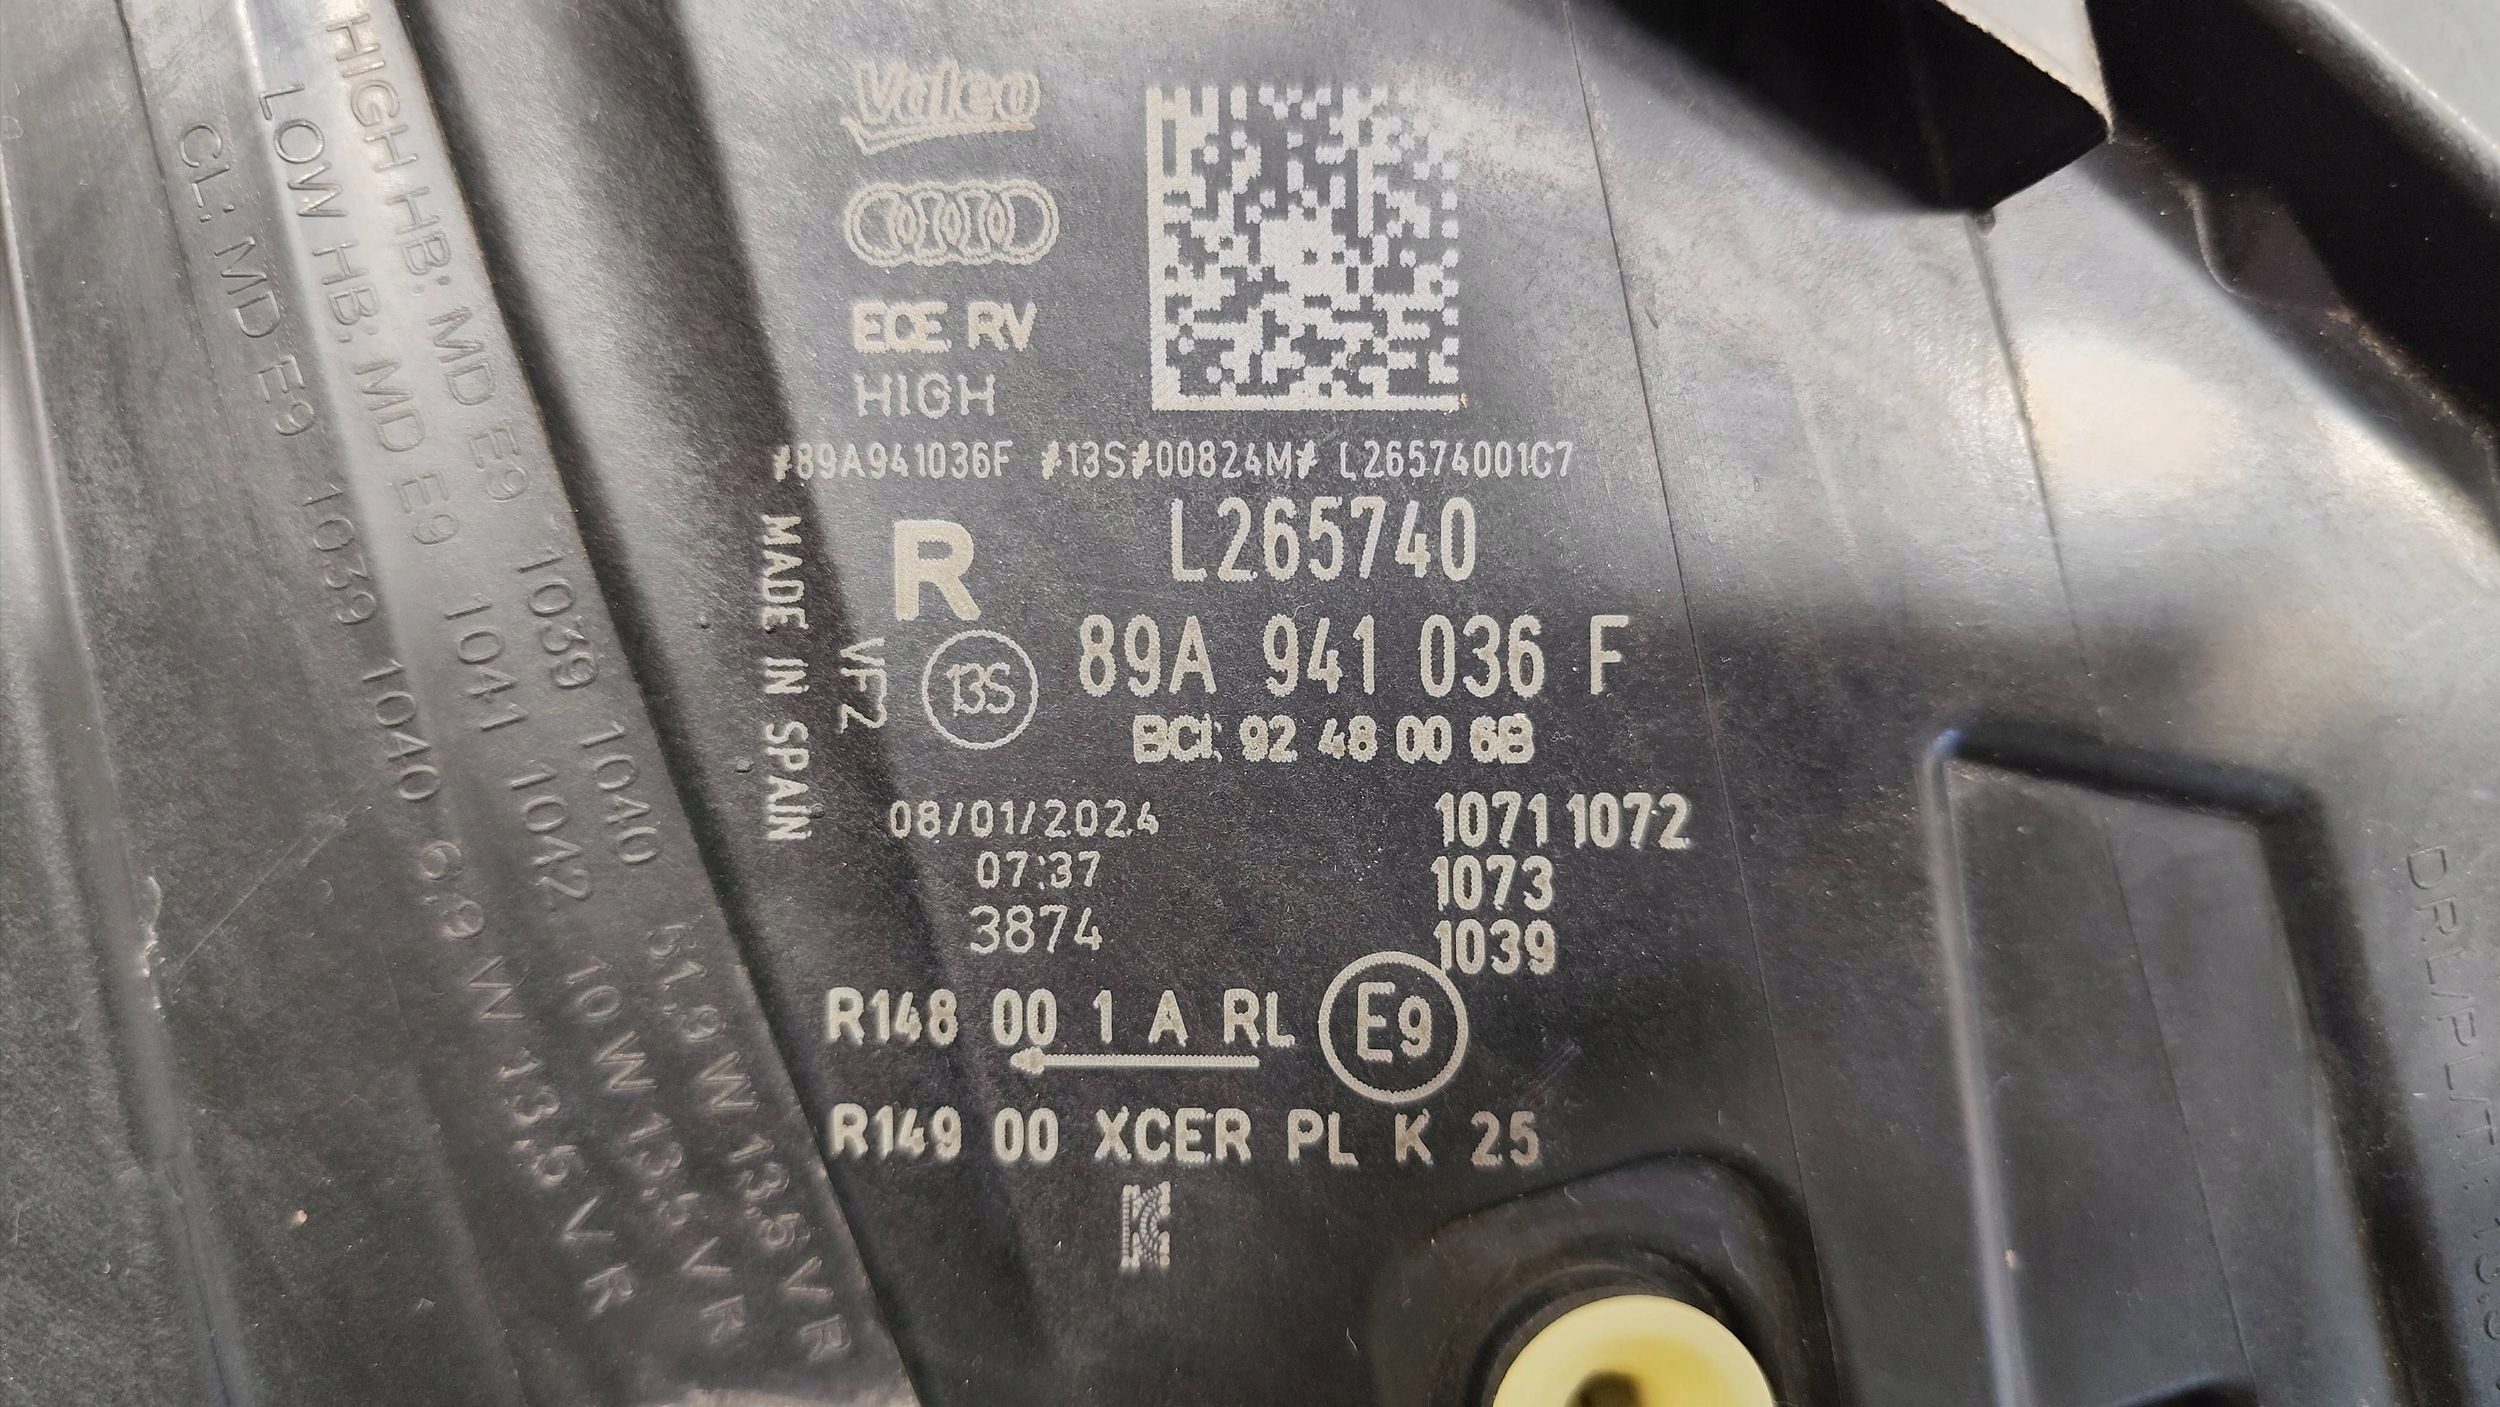 HIGH HB: MD E9 1039 1040 51.9 W 13.5 V R
LOW HB: MD E9 1041 1042 10 W 13.5 V R
CL: MD E9 1039 1040 6.9 W 13.5 V R
Valeo
ECE RV
HIGH
#89A941036F #13S#00824M# L26574001C7
L265740
R
MADE IN SPAIN
VF2
13S
89A 941 036 F
BCI: 92 48 00 6B
08/01/2024
07:37
3874
1071 1072
1073
1039
R148 00 1 A RL
E9
R149 00 XCER PL K 25